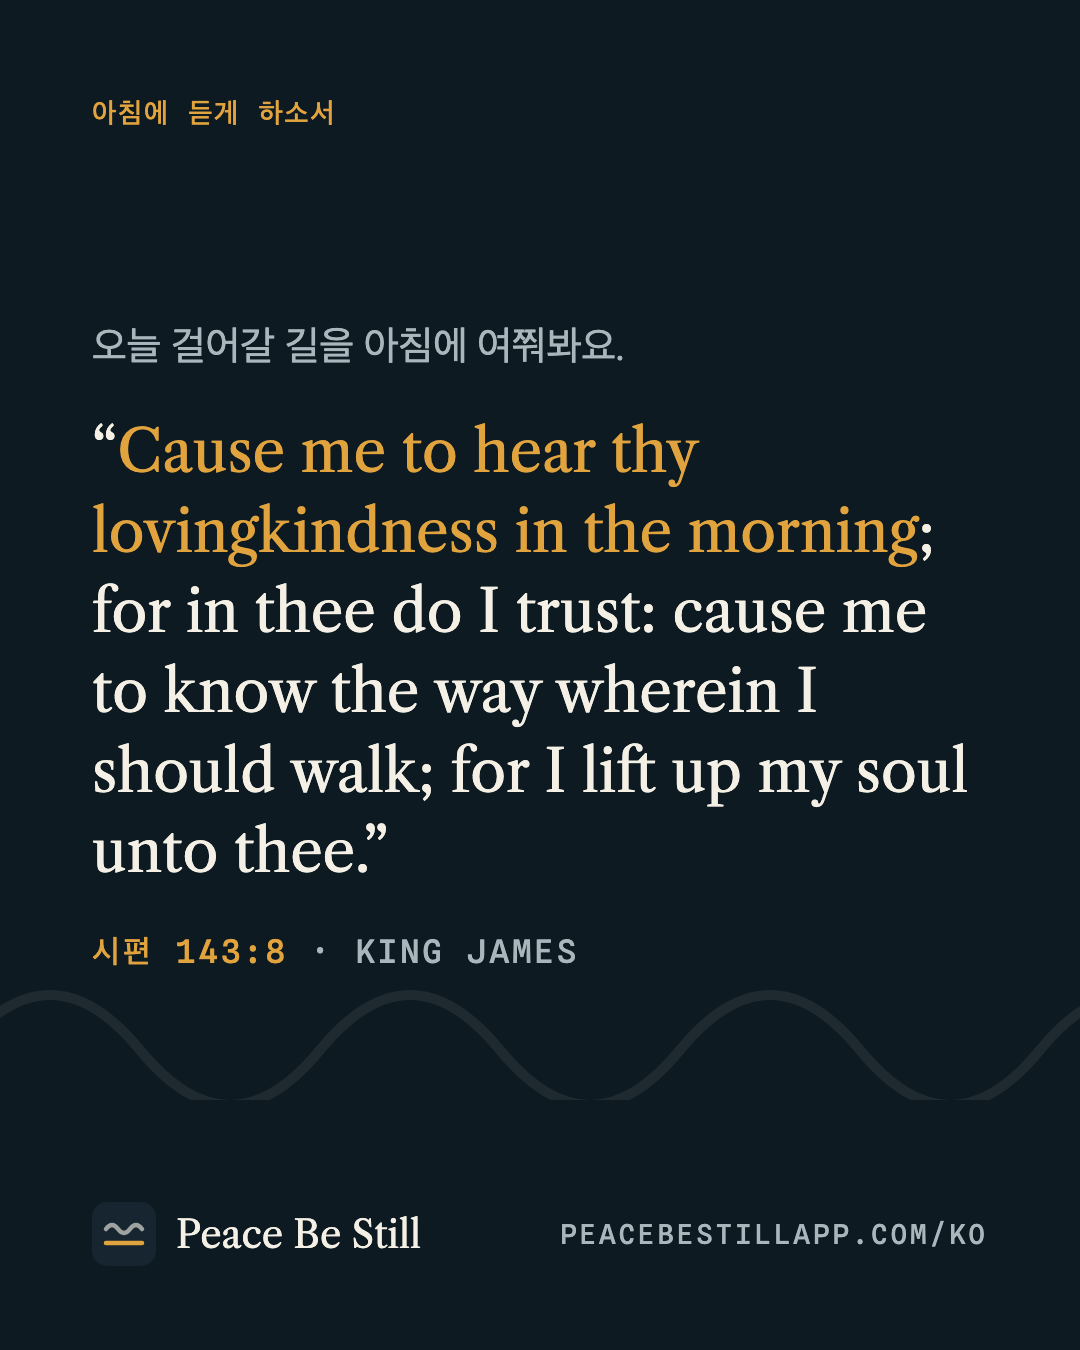 아침에 듣게 하소서
오늘 걸어갈 길을 아침에 여쭤봐요.
“Cause me to hear thy
lovingkindness in the morning;
for in thee do I trust: cause me
to know the way wherein I
should walk; for I lift up my soul
unto thee.”
시편 143:8 · KING JAMES
Peace Be Still
PEACEBESTILLAPP.COM/KO